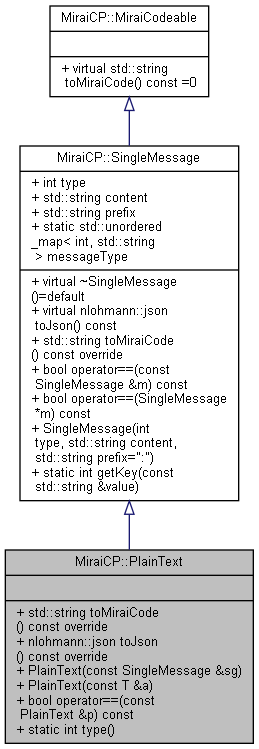 MiraiCP::MiraiCodeable
+ virtual std::string
toMiraiCode() const =0
MiraiCP::SingleMessage
+ int type
+ std::string content
+ std::string prefix
+ static std::unordered
_map< int, std::string
> messageType
+ virtual ~SingleMessage
()=default
+ virtual nlohmann::json
toJson() const
+ std::string toMiraiCode
() const override
+ bool operator==(const
SingleMessage &m) const
+ bool operator==(SingleMessage
*m) const
+ SingleMessage(int
type, std::string content,
std::string prefix=":")
+ static int getKey(const
std::string &value)
MiraiCP::PlainText
+ std::string toMiraiCode
() const override
+ nlohmann::json toJson
() const override
+ PlainText(const SingleMessage &sg)
+ PlainText(const T &a)
+ bool operator==(const
PlainText &p) const
+ static int type()